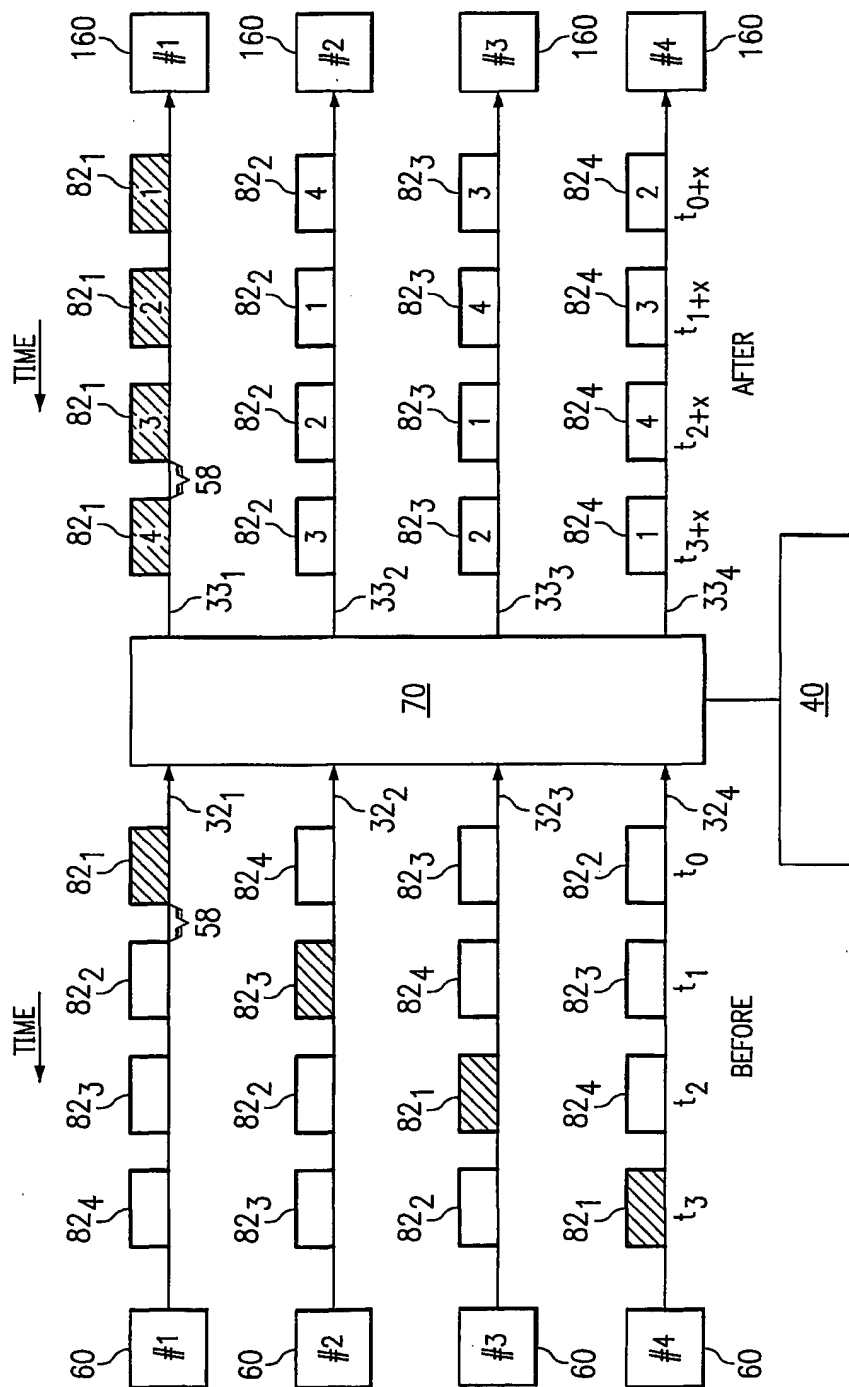 TIME TIME
60 82₄ 82₃ 82₂ 82₁ 82₁ 82₁ 82₁ 82₁ 160
#1 4 3 2 1 #1
58 32₁ 33₁ 58
60 82₃ 82₂ 82₃ 82₄ 82₂ 82₂ 82₂ 82₂ 160
#2 3 2 1 4 #2
32₂ 33₂
70
82₂ 82₁ 82₄ 82₃ 82₃ 82₃ 82₃ 82₃
#3 2 1 4 3 #3
60 32₃ 33₃ 160
82₁ 82₄ 82₃ 82₂ 82₄ 82₄ 82₄ 82₄
#4 1 4 3 2 #4
60 32₄ 33₄ 160
t₃ t₂ t₁ t₀ t₃₊ₓ t₂₊ₓ t₁₊ₓ t₀₊ₓ
BEFORE AFTER
40